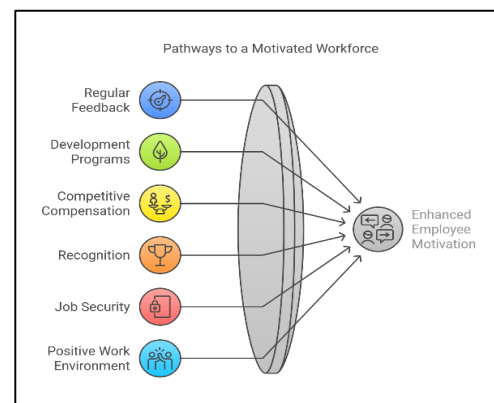 Pathways to a Motivated Workforce
Regular
Feedback
Development
Programs
Competitive
Compensation
$
Recognition
Enhanced
Employee
Motivation
Job Security
Positive Work
Environment